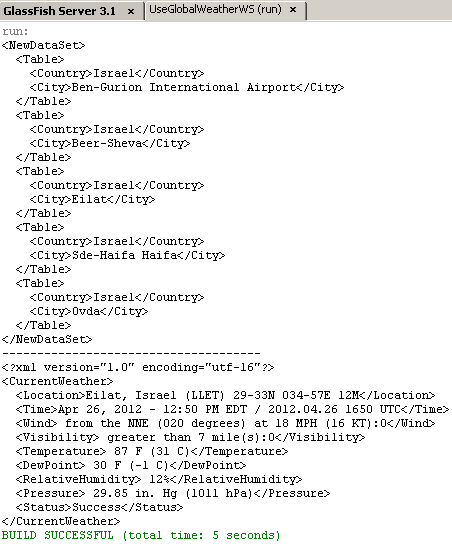 GlassFish Server 3.1 × UseGlobalWeatherWS (run) ×
run:
<NewDataSet>
  <Table>
    <Country>Israel</Country>
    <City>Ben-Gurion International Airport</City>
  </Table>
  <Table>
    <Country>Israel</Country>
    <City>Beer-Sheva</City>
  </Table>
  <Table>
    <Country>Israel</Country>
    <City>Eilat</City>
  </Table>
  <Table>
    <Country>Israel</Country>
    <City>Sde-Haifa Haifa</City>
  </Table>
  <Table>
    <Country>Israel</Country>
    <City>Ovda</City>
  </Table>
</NewDataSet>
-------------------------------------
<?xml version="1.0" encoding="utf-16"?>
<CurrentWeather>
  <Location>Eilat, Israel (LLET) 29-33N 034-57E 12M</Location>
  <Time>Apr 26, 2012 - 12:50 PM EDT / 2012.04.26 1650 UTC</Time>
  <Wind> from the NNE (020 degrees) at 18 MPH (16 KT):0</Wind>
  <Visibility> greater than 7 mile(s):0</Visibility>
  <Temperature> 87 F (31 C)</Temperature>
  <DewPoint> 30 F (-1 C)</DewPoint>
  <RelativeHumidity> 12%</RelativeHumidity>
  <Pressure> 29.85 in. Hg (1011 hPa)</Pressure>
  <Status>Success</Status>
</CurrentWeather>
BUILD SUCCESSFUL (total time: 5 seconds)